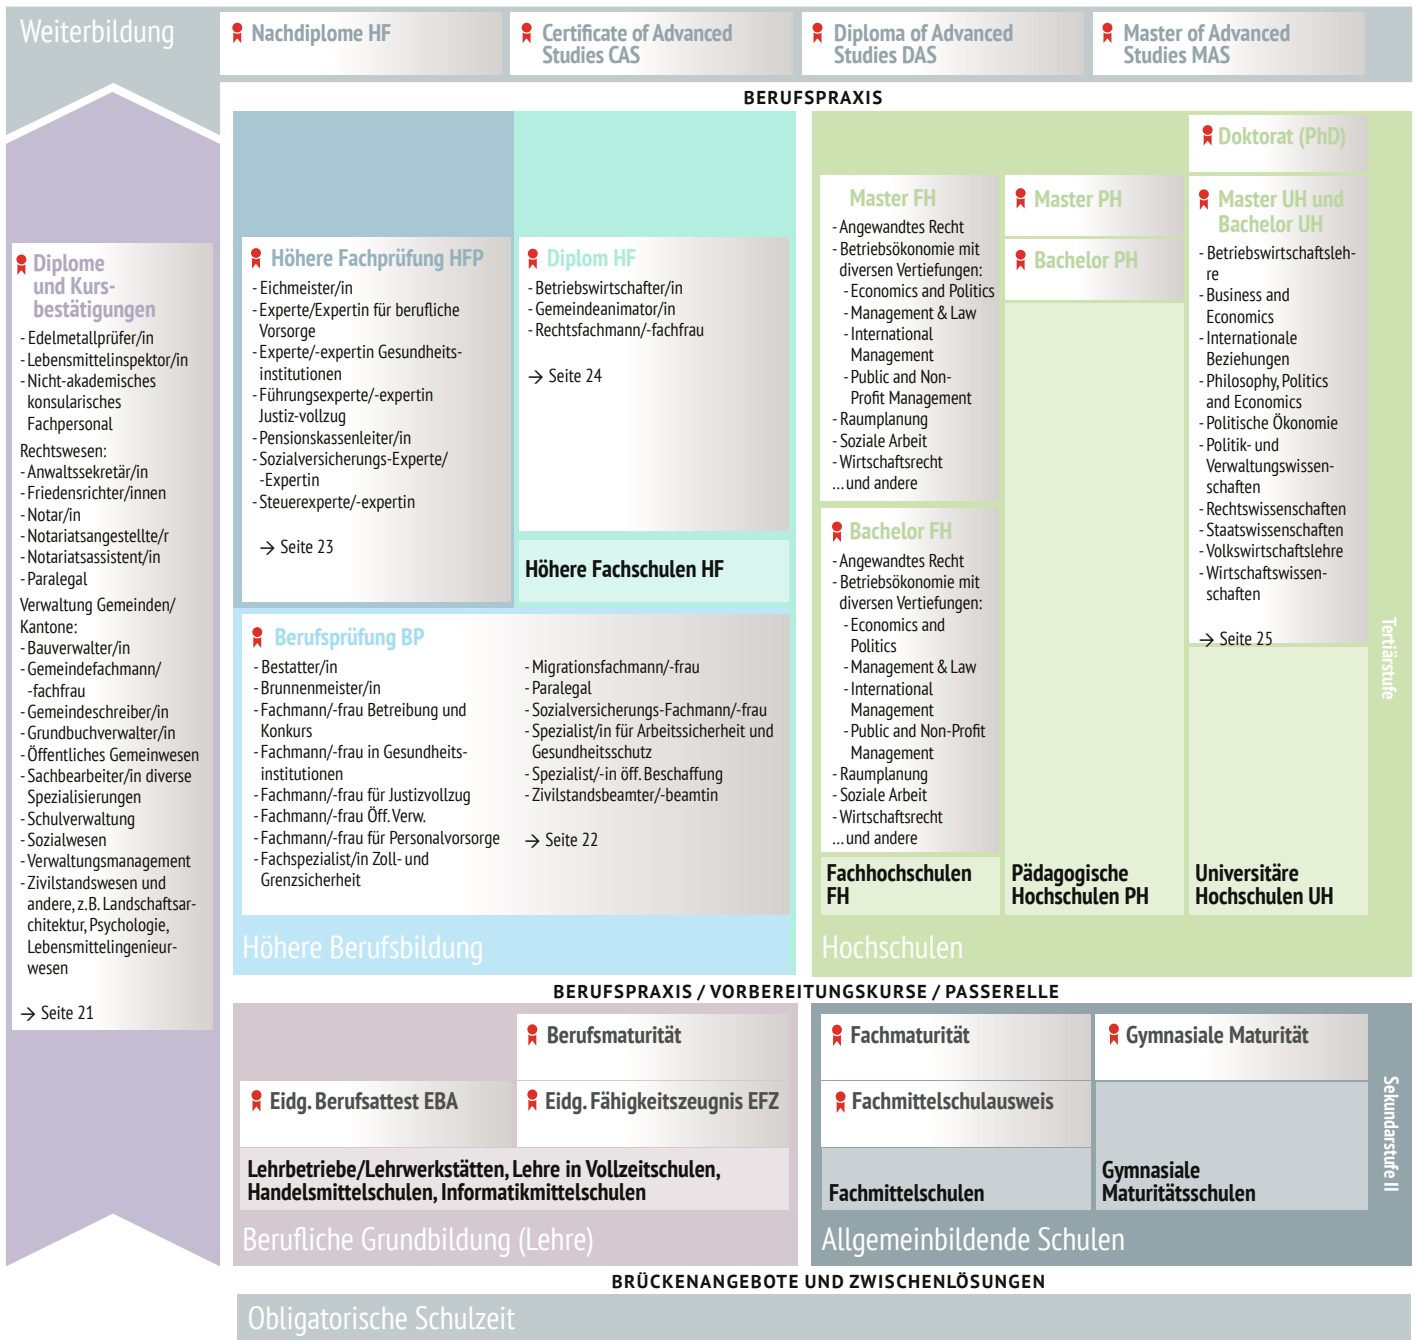 Weiterbildung
Nachdiplome HF
Certificate of Advanced
Studies CAS
Diploma of Advanced
Studies DAS
Master of Advanced
Studies MAS
BERUFSPRAXIS
Diplome
und Kurs-
bestätigungen
- Edelmetallprüfer/in
- Lebensmittelinspektor/in
- Nicht-akademisches
konsularisches
Fachpersonal
Rechtswesen:
- Anwaltssekretär/in
- Friedensrichter/innen
- Notar/in
- Notariatsangestellte/r
- Notariatsassistent/in
- Paralegal
Verwaltung Gemeinden/
Kantone:
- Bauverwalter/in
- Gemeindefachmann/
-fachfrau
- Gemeindeschreiber/in
- Grundbuchverwalter/in
- Öffentliches Gemeinwesen
- Sachbearbeiter/in diverse
Spezialisierungen
- Schulverwaltung
- Sozialwesen
- Verwaltungsmanagement
- Zivilstandswesen und
andere, z.B. Landschaftsar-
chitektur, Psychologie,
Lebensmittelingenieur-
wesen
→ Seite 21
Höhere Fachprüfung HFP
- Eichmeister/in
- Experte/Expertin für berufliche
Vorsorge
- Experte/-expertin Gesundheits-
institutionen
- Führungsexperte/-expertin
Justiz-vollzug
- Pensionskassenleiter/in
- Sozialversicherungs-Experte/
-Expertin
- Steuerexperte/-expertin
→ Seite 23
Diplom HF
- Betriebswirtschafter/in
- Gemeindeanimator/in
- Rechtsfachmann/-fachfrau
→ Seite 24
Höhere Fachschulen HF
Berufsprüfung BP
- Bestatter/in
- Brunnenmeister/in
- Fachmann/-frau Betreibung und
Konkurs
- Fachmann/-frau in Gesundheits-
institutionen
- Fachmann/-frau für Justizvollzug
- Fachmann/-frau Öff. Verw.
- Fachmann/-frau für Personalvorsorge
- Fachspezialist/in Zoll- und
Grenzsicherheit
- Migrationsfachmann/-frau
- Paralegal
- Sozialversicherungs-Fachmann/-frau
- Spezialist/in für Arbeitssicherheit und
Gesundheitsschutz
- Spezialist/-in öff. Beschaffung
- Zivilstandsbeamter/-beamtin
→ Seite 22
Höhere Berufsbildung
Master FH
- Angewandtes Recht
- Betriebsökonomie mit
diversen Vertiefungen:
- Economics and Politics
- Management & Law
- International
Management
- Public and Non-
Profit Management
- Raumplanung
- Soziale Arbeit
- Wirtschaftsrecht
... und andere
Bachelor FH
- Angewandtes Recht
- Betriebsökonomie mit
diversen Vertiefungen:
- Economics and
Politics
- Management & Law
- International
Management
- Public and Non-Profit
Management
- Raumplanung
- Soziale Arbeit
- Wirtschaftsrecht
... und andere
Fachhochschulen
FH
Master PH
Bachelor PH
Pädagogische
Hochschulen PH
Doktorat (PhD)
Master UH und
Bachelor UH
- Betriebswirtschaftsleh-
re
- Business and
Economics
- Internationale
Beziehungen
- Philosophy, Politics
and Economics
- Politische Ökonomie
- Politik- und
Verwaltungswissen-
schaften
- Rechtswissenschaften
- Staatswissenschaften
- Volkswirtschaftslehre
- Wirtschaftswissen-
schaften
→ Seite 25
Universitäre
Hochschulen UH
Hochschulen
Tertiärstufe
BERUFSPRAXIS / VORBEREITUNGSKURSE / PASSERELLE
Berufsmaturität
Eidg. Berufsattest EBA
Eidg. Fähigkeitszeugnis EFZ
Lehrbetriebe/Lehrwerkstätten, Lehre in Vollzeitschulen,
Handelsmittelschulen, Informatikmittelschulen
Berufliche Grundbildung (Lehre)
Fachmaturität
Fachmittelschulausweis
Fachmittelschulen
Gymnasiale Maturität
Gymnasiale
Maturitätsschulen
Allgemeinbildende Schulen
Sekundarstufe II
BRÜCKENANGEBOTE UND ZWISCHENLÖSUNGEN
Obligatorische Schulzeit